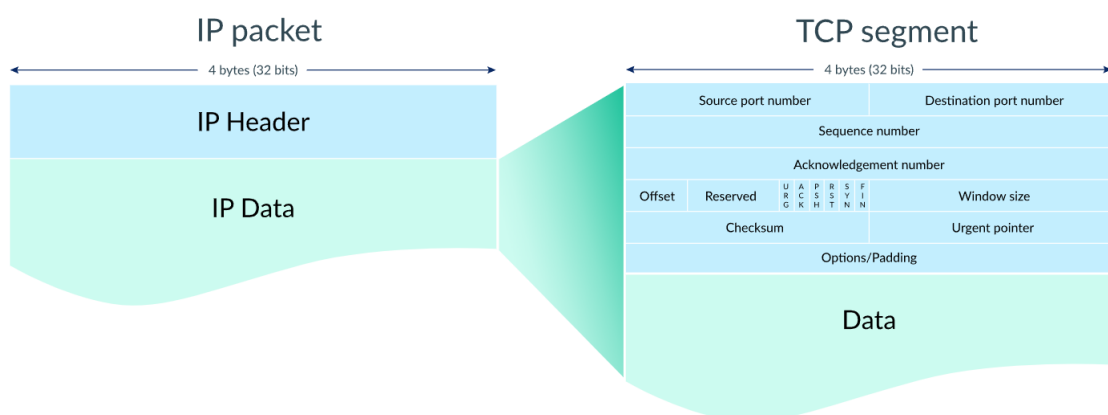 IP packet
4 bytes (32 bits)
IP Header
IP Data
TCP segment
4 bytes (32 bits)
Source port number Destination port number
Sequence number
Acknowledgement number
Offset Reserved URG ACK PSH RST SYN FIN Window size
Checksum Urgent pointer
Options/Padding
Data